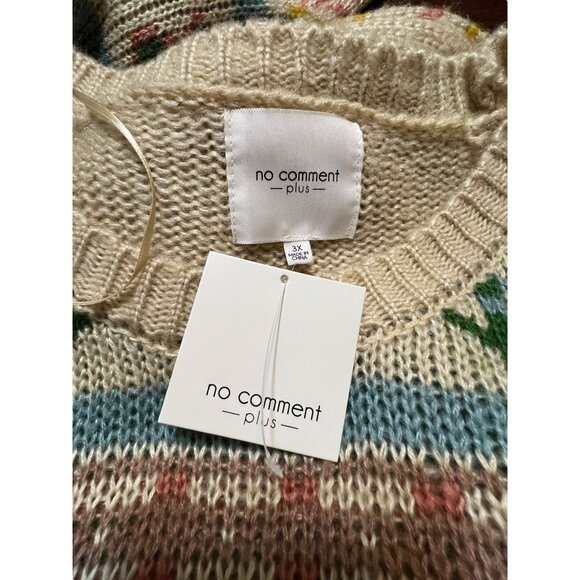 no comment
plus
3X
MADE IN
CHINA
no comment
plus